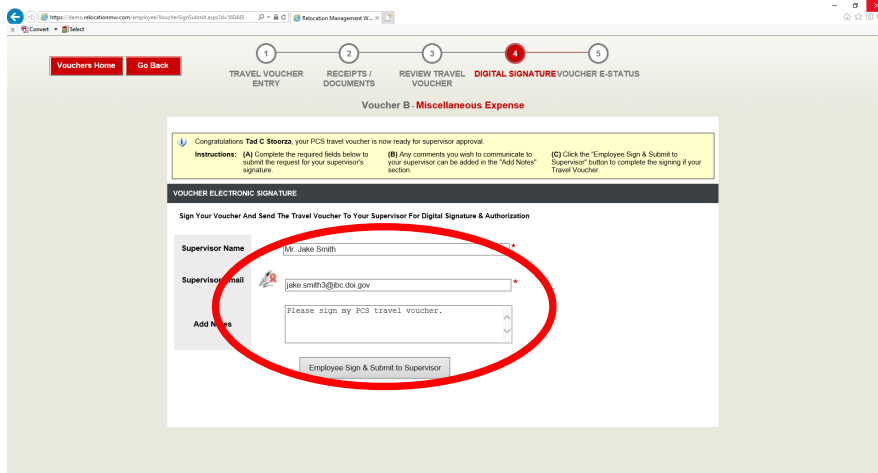 https://demo.relocationmw.com/employee/VoucherSignSubmit.aspx?id=560448
Relocation Management W...
x Convert Select
Vouchers Home Go Back
1 2 3 4 5
TRAVEL VOUCHER ENTRY
RECEIPTS / DOCUMENTS
REVIEW TRAVEL VOUCHER
DIGITAL SIGNATURE
VOUCHER E-STATUS
Voucher B - Miscellaneous Expense
Congratulations Tad C Stoorza, your PCS travel voucher is now ready for supervisor approval.
Instructions: (A) Complete the required fields below to
submit the request for your supervisor's
signature.
(B) Any comments you wish to communicate to
your supervisor can be added in the "Add Notes"
section.
(C) Click the "Employee Sign & Submit to
Supervisor" button to complete the signing if your
Travel Voucher.
VOUCHER ELECTRONIC SIGNATURE
Sign Your Voucher And Send The Travel Voucher To Your Supervisor For Digital Signature & Authorization
Supervisor Name Mr. Jake Smith *
Supervisor Email jake.smith3@ibc.doi.gov *
Add Notes Please sign my PCS travel voucher.
Employee Sign & Submit to Supervisor